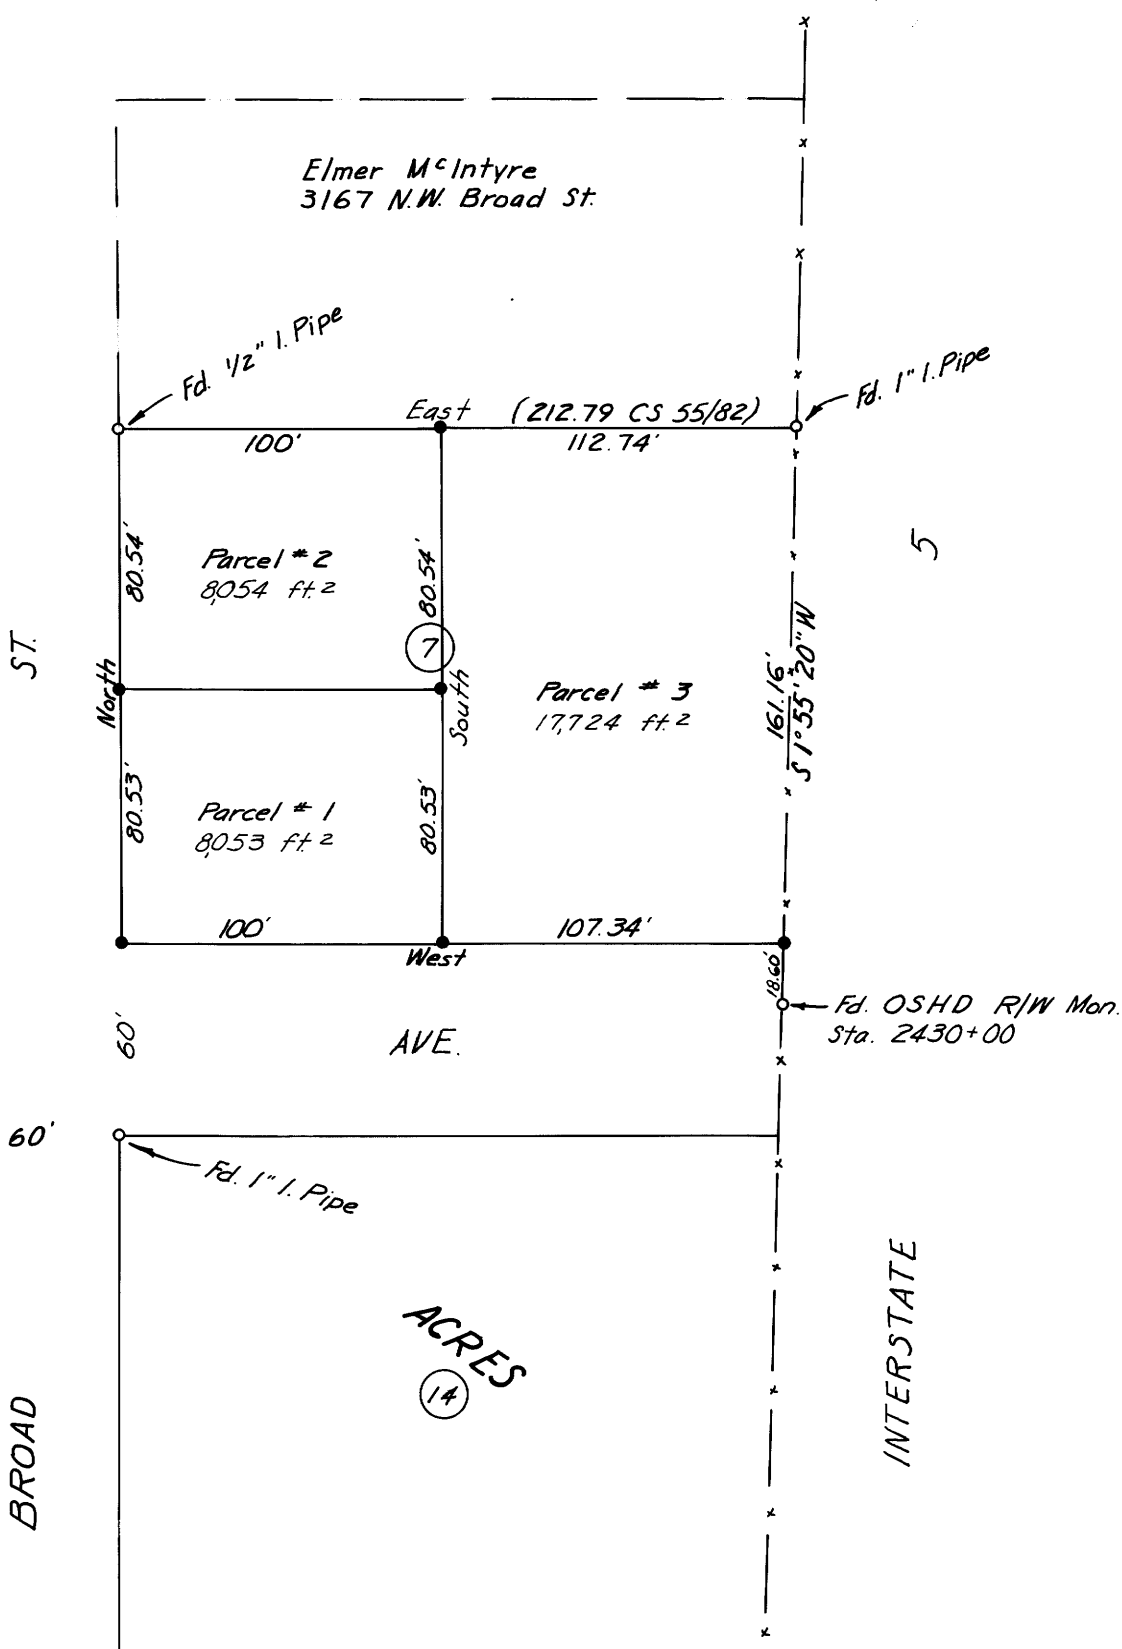 Elmer McIntyre
3167 N.W. Broad St.
Fd. 1/2" I. Pipe
Fd. 1" I. Pipe
East
(212.79 CS 55/82)
100'
112.74'
80.54'
80.54'
Parcel # 2
8,054 ft.2
5
ST.
7
North
South
Parcel # 3
17,724 ft.2
161.16'
S 1° 55' 20" W
80.53'
80.53'
Parcel # 1
8,053 ft.2
100'
107.34'
West
18.60'
Fd. OSHD R/W Mon.
Sta. 2430+00
60'
AVE.
60'
Fd. 1" I. Pipe
ACRES
14
INTERSTATE
BROAD